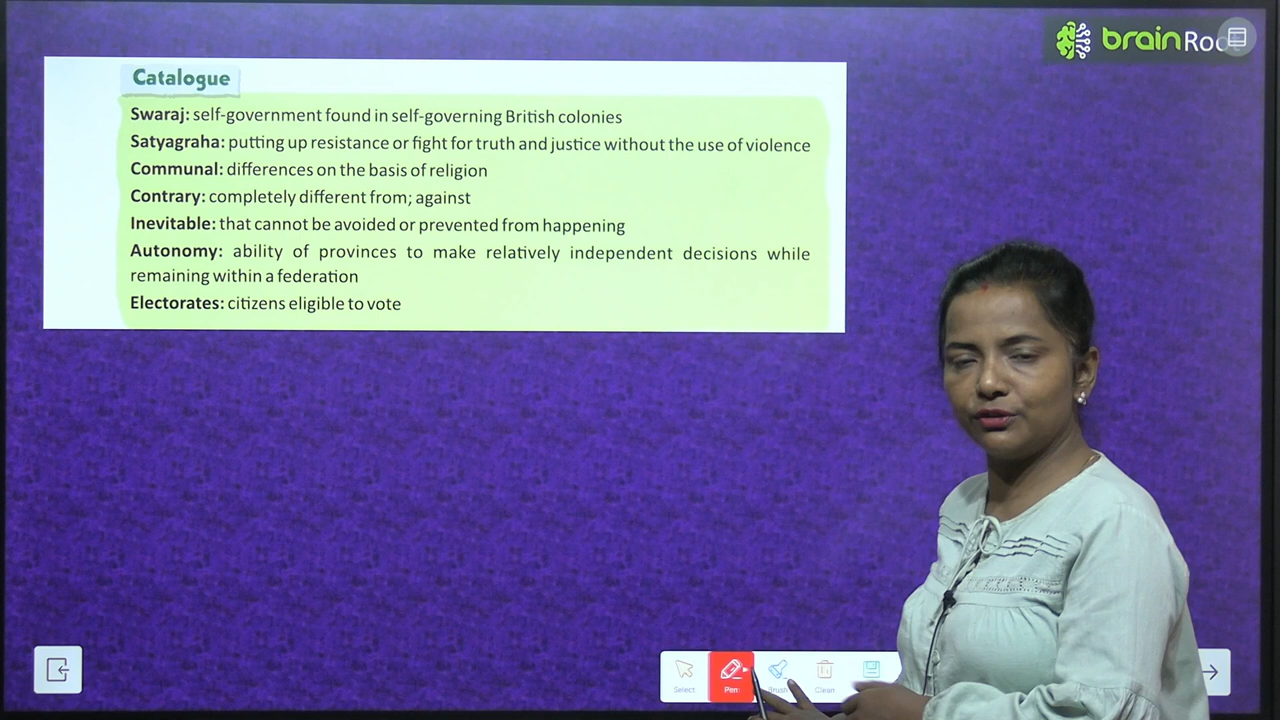 brainRoo
Catalogue
Swaraj: self-government found in self-governing British colonies
Satyagraha: putting up resistance or fight for truth and justice without the use of violence
Communal: differences on the basis of religion
Contrary: completely different from; against
Inevitable: that cannot be avoided or prevented from happening
Autonomy: ability of provinces to make relatively independent decisions while
remaining within a federation
Electorates: citizens eligible to vote
Select
Pen
Brush
Clean